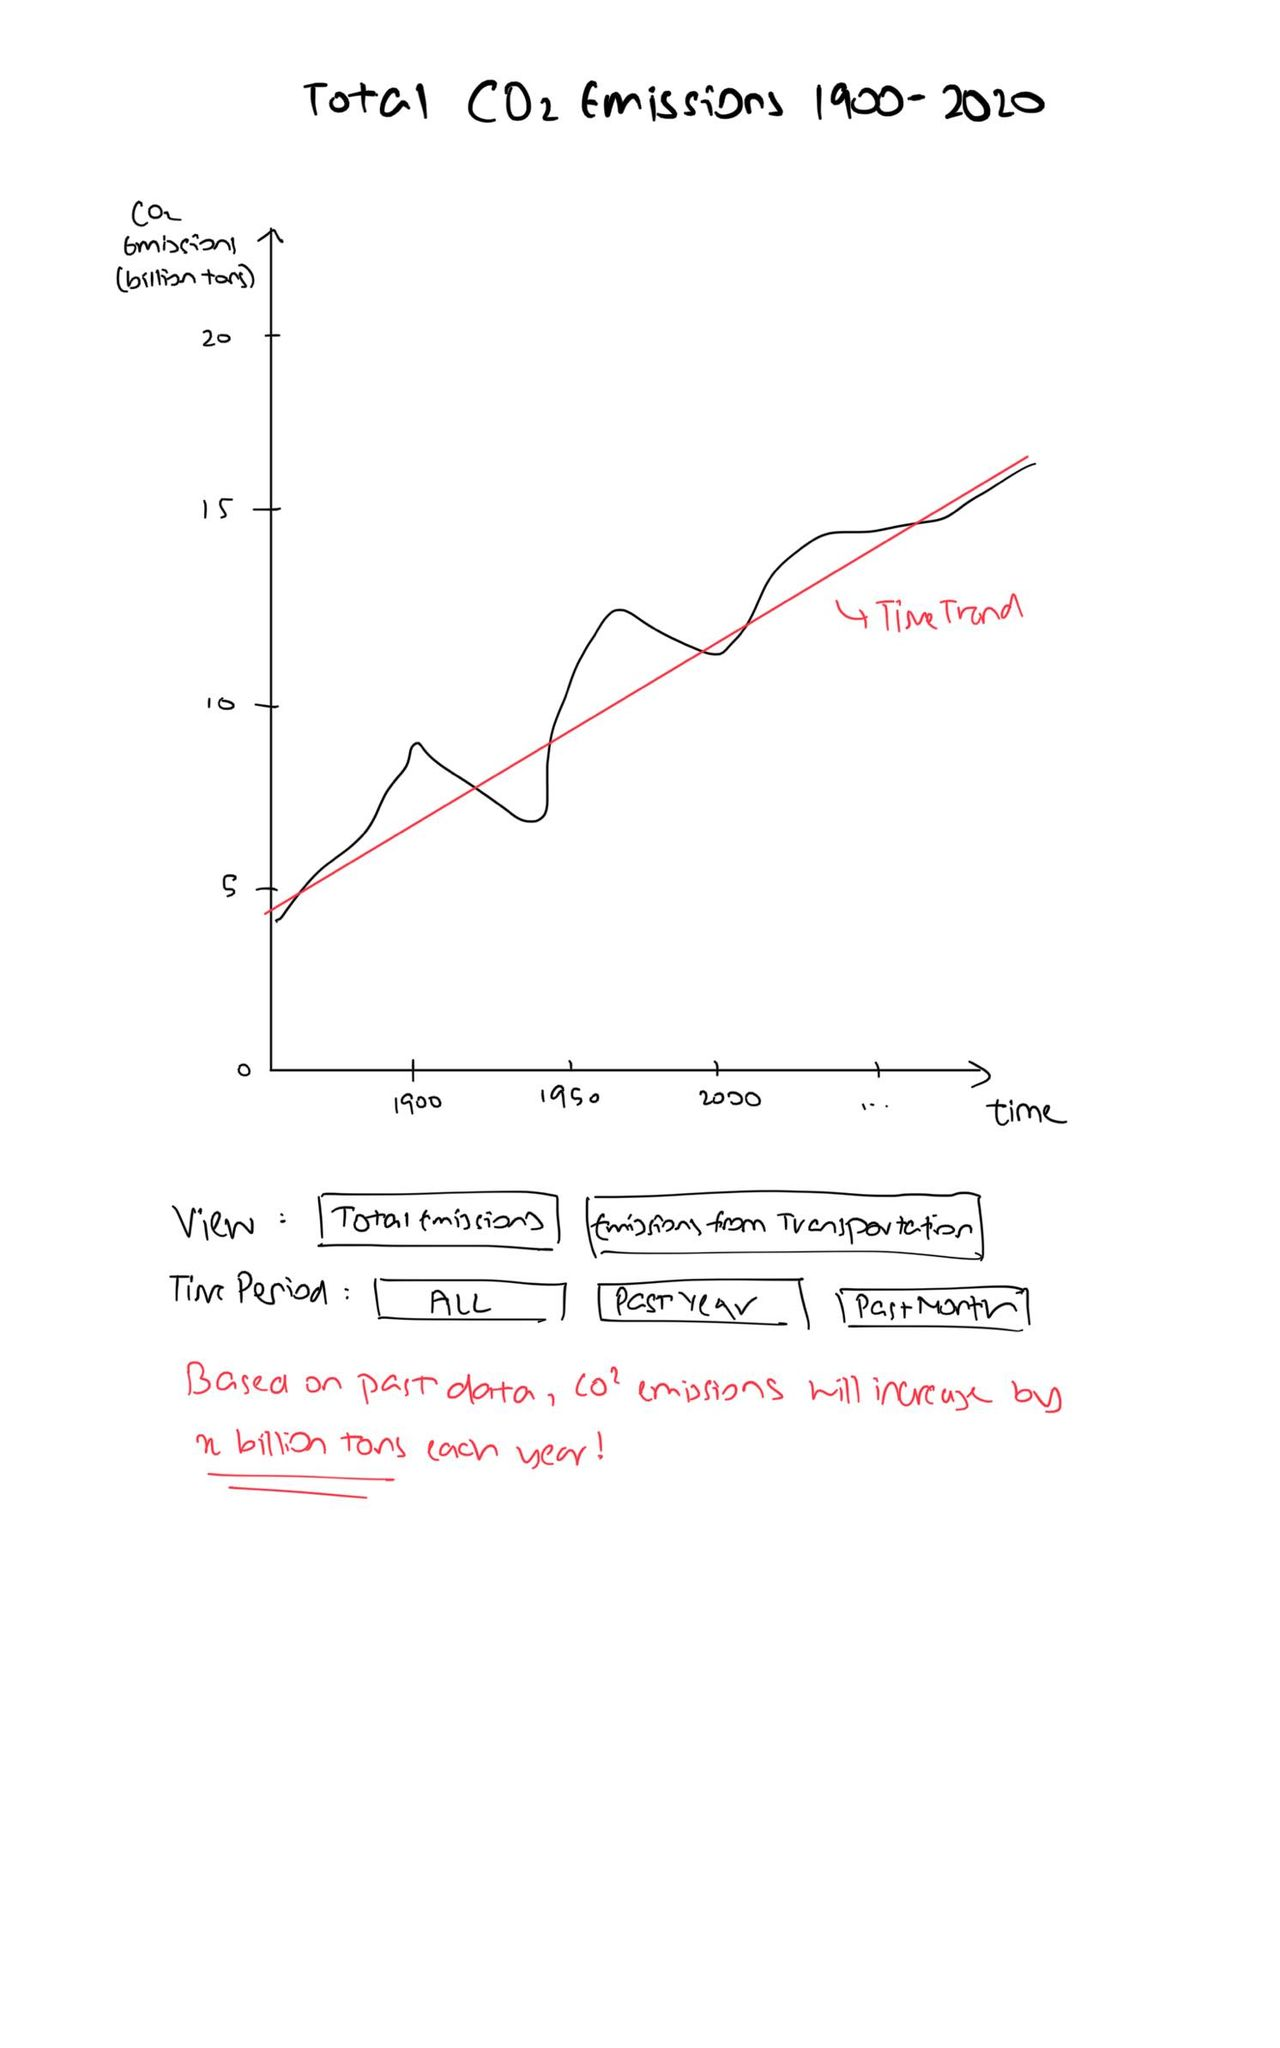 Total CO2 Emissions 1900-2020
CO2
Emissions
(billion tons)
20
15
10
5
0
↳ Time Trend
1900 1950 2000 ...
time
View : Total Emissions Emissions from Transportation
Time Period : ALL Past Year Past Month
Based on past data, CO² emissions will increase by
n billion tons each year!